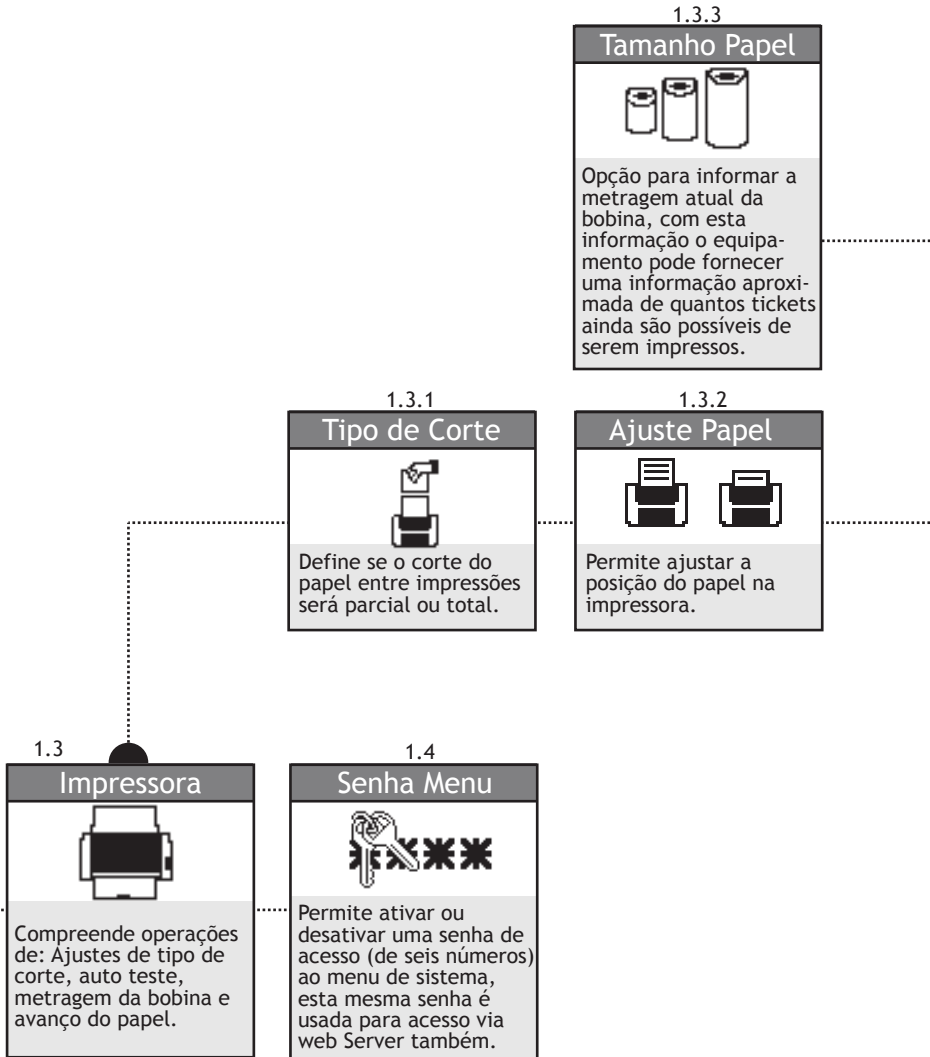 1.3.3
Tamanho Papel
Opção para informar a
metragem atual da
bobina, com esta
informação o equipa-
mento pode fornecer
uma informação aproxi-
mada de quantos tickets
ainda são possíveis de
serem impressos.
1.3.1
Tipo de Corte
Define se o corte do
papel entre impressões
será parcial ou total.
1.3.2
Ajuste Papel
Permite ajustar a
posição do papel na
impressora.
1.3
Impressora
Compreende operações
de: Ajustes de tipo de
corte, auto teste,
metragem da bobina e
avanço do papel.
1.4
Senha Menu
Permite ativar ou
desativar uma senha de
acesso (de seis números)
ao menu de sistema,
esta mesma senha é
usada para acesso via
web Server também.